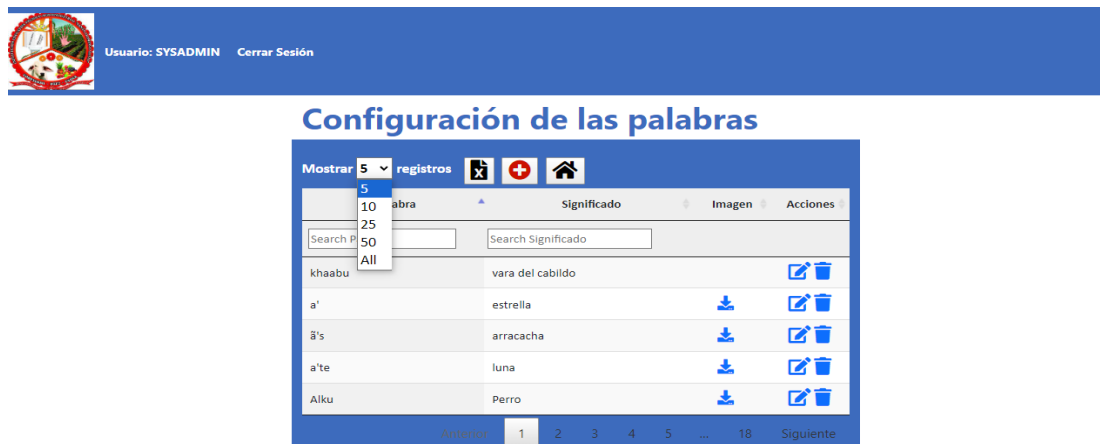 Usuario: SYSADMIN Cerrar Sesión
Configuración de las palabras
Mostrar 5 registros
5
10
25
50
All
Significado Imagen Acciones
Search Significado
khaabu vara del cabildo
a' estrella
ã's arracacha
a'te luna
Alku Perro
Anterior 1 2 3 4 5 ... 18 Siguiente